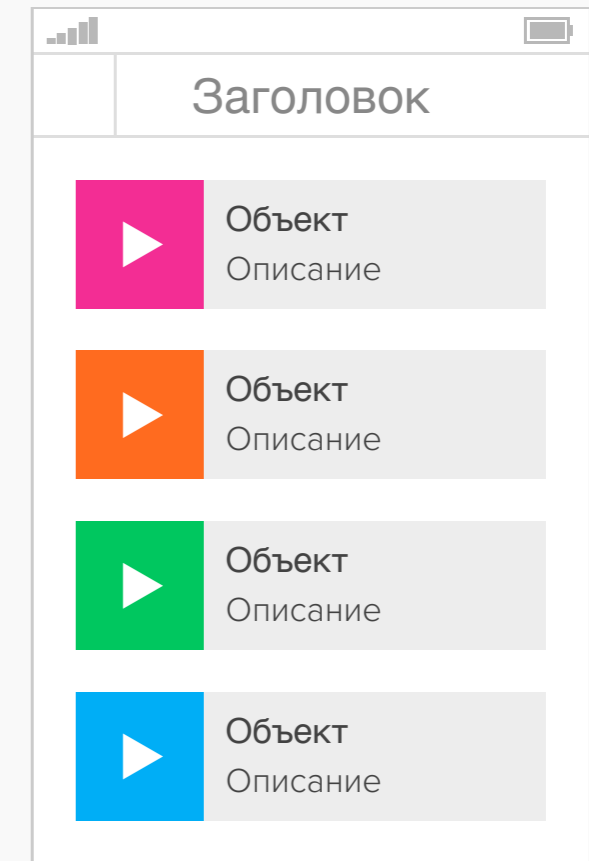 Заголовок
Объект
Описание
Объект
Описание
Объект
Описание
Объект
Описание